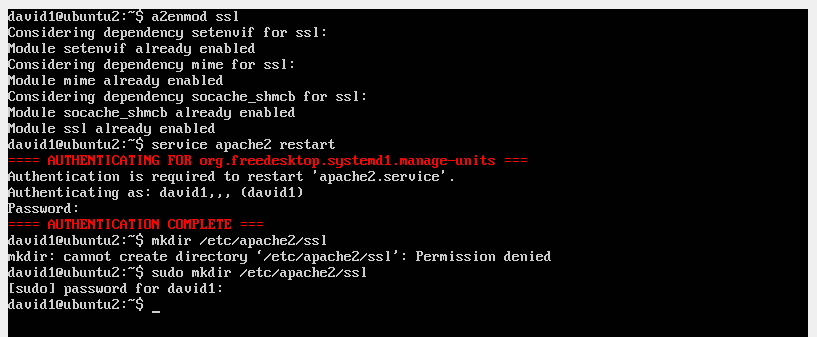 david1@ubuntu2:~$ a2enmod ssl
Considering dependency setenvif for ssl:
Module setenvif already enabled
Considering dependency mime for ssl:
Module mime already enabled
Considering dependency socache_shmcb for ssl:
Module socache_shmcb already enabled
Module ssl already enabled
david1@ubuntu2:~$ service apache2 restart
==== AUTHENTICATING FOR org.freedesktop.systemd1.manage-units ===
Authentication is required to restart 'apache2.service'.
Authenticating as: david1,,, (david1)
Password:
==== AUTHENTICATION COMPLETE ===
david1@ubuntu2:~$ mkdir /etc/apache2/ssl
mkdir: cannot create directory ‘/etc/apache2/ssl’: Permission denied
david1@ubuntu2:~$ sudo mkdir /etc/apache2/ssl
[sudo] password for david1:
david1@ubuntu2:~$ _